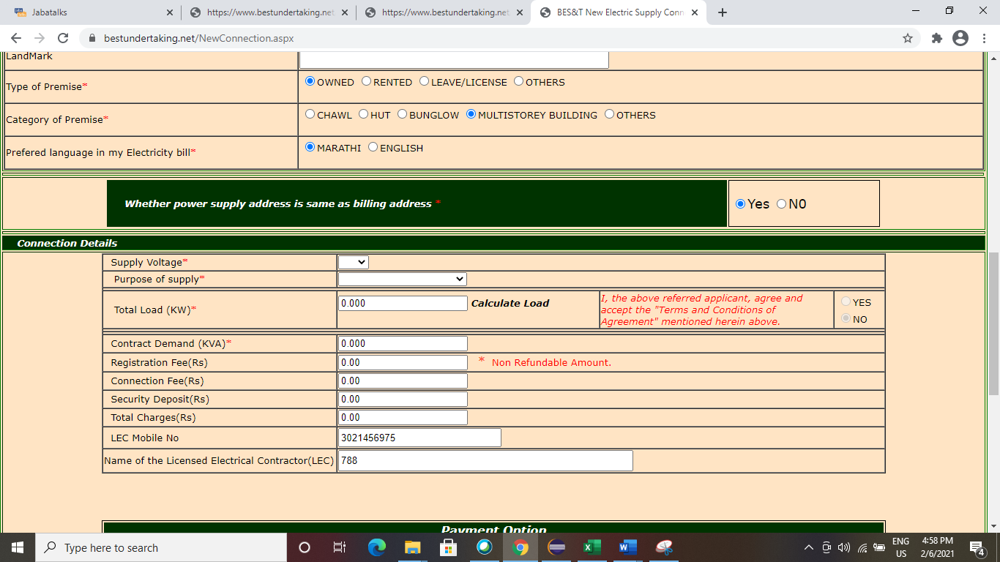 Jabatalks
https://www.bestundertaking.net
https://www.bestundertaking.net
BES&T New Electric Supply Conn
bestundertaking.net/NewConnection.aspx
LandMark
Type of Premise* OWNED RENTED LEAVE/LICENSE OTHERS
Category of Premise* CHAWL HUT BUNGLOW MULTISTOREY BUILDING OTHERS
Prefered language in my Electricity bill* MARATHI ENGLISH
Whether power supply address is same as billing address * Yes N0
Connection Details
Supply Voltage*
Purpose of supply*
Total Load (KW)* 0.000 Calculate Load
I, the above referred applicant, agree and
accept the "Terms and Conditions of
Agreement" mentioned herein above.
YES
NO
Contract Demand (KVA)* 0.000
Registration Fee(Rs) 0.00 * Non Refundable Amount.
Connection Fee(Rs) 0.00
Security Deposit(Rs) 0.00
Total Charges(Rs) 0.00
LEC Mobile No 3021456975
Name of the Licensed Electrical Contractor(LEC) 788
Payment Option
Type here to search
ENG
US
4:58 PM
2/6/2021
4